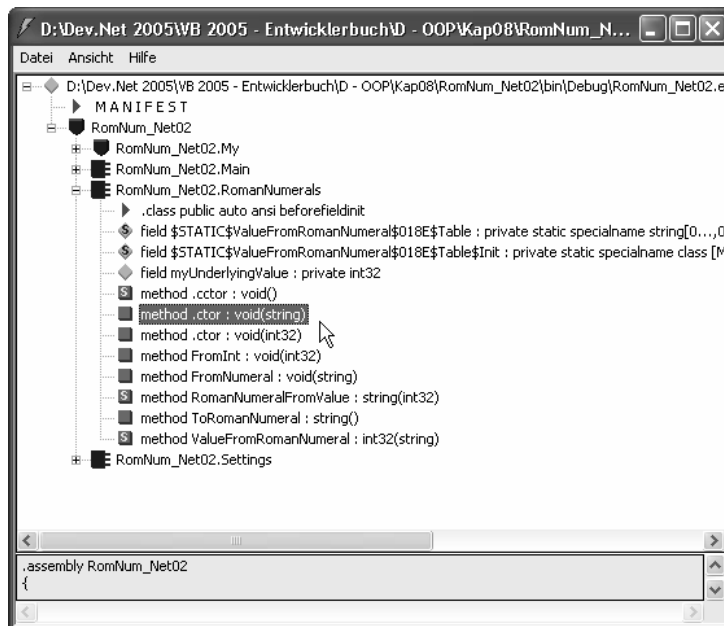 D:\Dev.Net 2005\VB 2005 - Entwicklerbuch\D - OOP\Kap08\RomNum_N...
Datei Ansicht Hilfe
D:\Dev.Net 2005\VB 2005 - Entwicklerbuch\D - OOP\Kap08\RomNum_Net02\bin\Debug\RomNum_Net02.e
MANIFEST
RomNum_Net02
RomNum_Net02.My
RomNum_Net02.Main
RomNum_Net02.RomanNumerals
.class public auto ansi beforefieldinit
field $STATIC$ValueFromRomanNumeral$018E$Table : private static specialname string[0...,0
field $STATIC$ValueFromRomanNumeral$018E$Table$Init : private static specialname class [M
field myUnderlyingValue : private int32
method .cctor : void()
method .ctor : void(string)
method .ctor : void(int32)
method FromInt : void(int32)
method FromNumeral : void(string)
method RomanNumeralFromValue : string(int32)
method ToRomanNumeral : string()
method ValueFromRomanNumeral : int32(string)
RomNum_Net02.Settings
.assembly RomNum_Net02
{